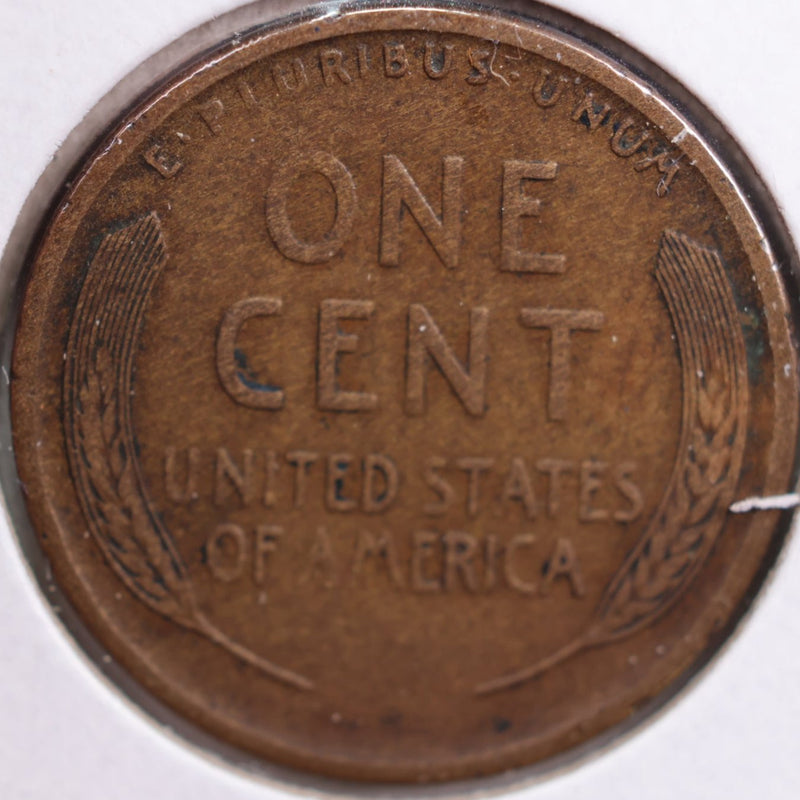 E·PLURIBUS·UNUM
ONE
CENT
UNITED STATES
OF AMERICA